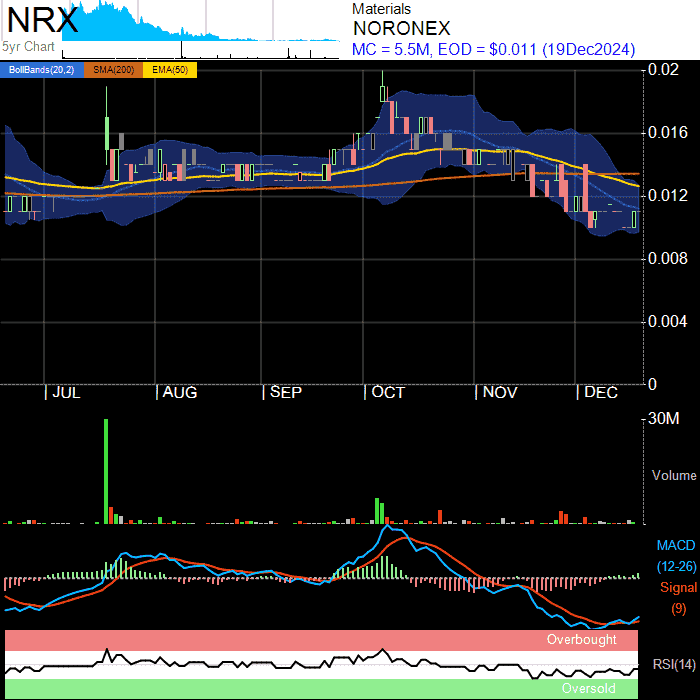 NRX
5yr Chart
Materials
NORONEX
MC = 5.5M, EOD = $0.011 (19Dec2024)
BollBands(20,2) SMA(200) EMA(50)
0.02
0.016
0.012
0.008
0.004
0
| JUL | AUG | SEP | OCT | NOV | DEC
30M
Volume
MACD
(12-26)
Signal
(9)
Overbought
RSI(14)
Oversold